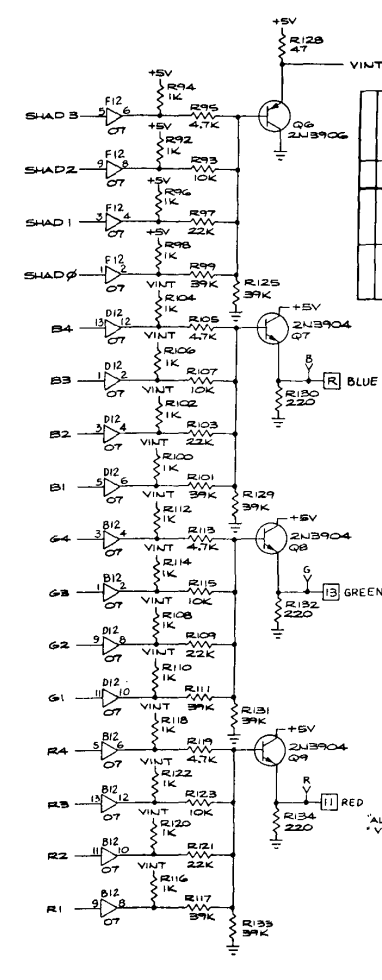 +5V
R128
47
VINT
+5V
R94
1K
SHAD 3
5
F12
6
07
R95
4.7K
Q6
2N3906
+5V
R92
1K
SHAD 2
9
F12
8
07
R93
10K
+5V
R96
1K
SHAD 1
3
F12
4
07
R97
22K
+5V
R98
1K
SHAD Ø
1
F12
2
07
R99
39K
R125
39K
VINT
R104
1K
B4
13
D12
12
07
R105
4.7K
+5V
2N3904
Q7
VINT
R106
1K
B3
1
D12
2
07
R107
10K
B
R
BLUE
R130
220
VINT
R102
1K
B2
3
D12
4
07
R103
22K
VINT
R100
1K
B1
5
D12
6
07
R101
39K
R129
39K
VINT
R112
1K
G4
3
B12
4
07
R113
4.7K
+5V
2N3904
Q8
VINT
R114
1K
G3
1
B12
2
07
R115
10K
G
13
GREEN
R132
220
VINT
R108
1K
G2
9
D12
8
07
R109
22K
VINT
R110
1K
G1
11
D12
10
07
R111
39K
R131
39K
VINT
R118
1K
R4
5
B12
6
07
R119
4.7K
+5V
2N3904
Q9
VINT
R122
1K
R3
13
B12
12
07
R123
10K
R
11
RED
R134
220
VINT
R120
1K
R2
11
B12
10
07
R121
22K
VINT
R116
1K
R1
9
B12
8
07
R117
39K
R133
39K